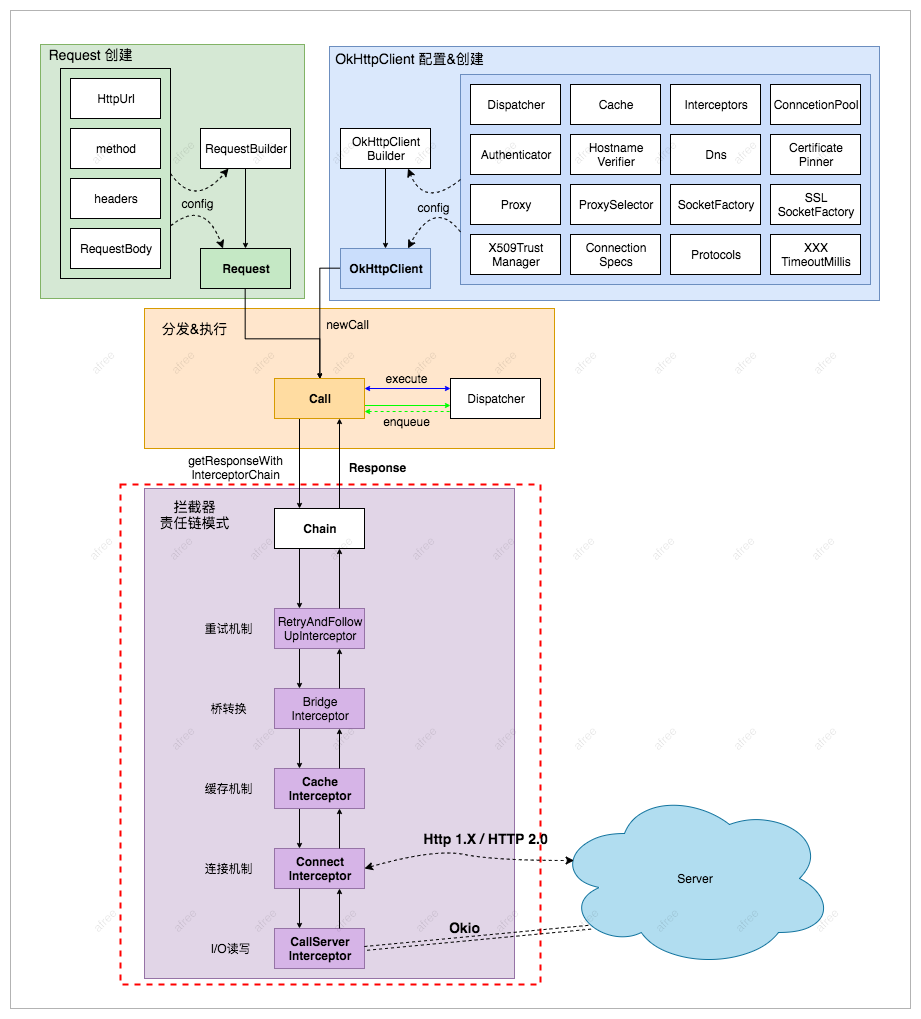 Request 创建
HttpUrl
method
headers
RequestBody
RequestBuilder
config
Request
OkHttpClient 配置&创建
OkHttpClient
Builder
config
OkHttpClient
Dispatcher
Cache
Interceptors
ConncetionPool
Authenticator
Hostname
Verifier
Dns
Certificate
Pinner
Proxy
ProxySelector
SocketFactory
SSL
SocketFactory
X509Trust
Manager
Connection
Specs
Protocols
XXX
TimeoutMillis
分发&执行
newCall
Call
execute
enqueue
Dispatcher
getResponseWith
InterceptorChain
Response
拦截器
责任链模式
Chain
重试机制
RetryAndFollow
UpInterceptor
桥转换
Bridge
Interceptor
缓存机制
Cache
Interceptor
Http 1.X / HTTP 2.0
连接机制
Connect
Interceptor
Server
I/O读写
CallServer
Interceptor
Okio